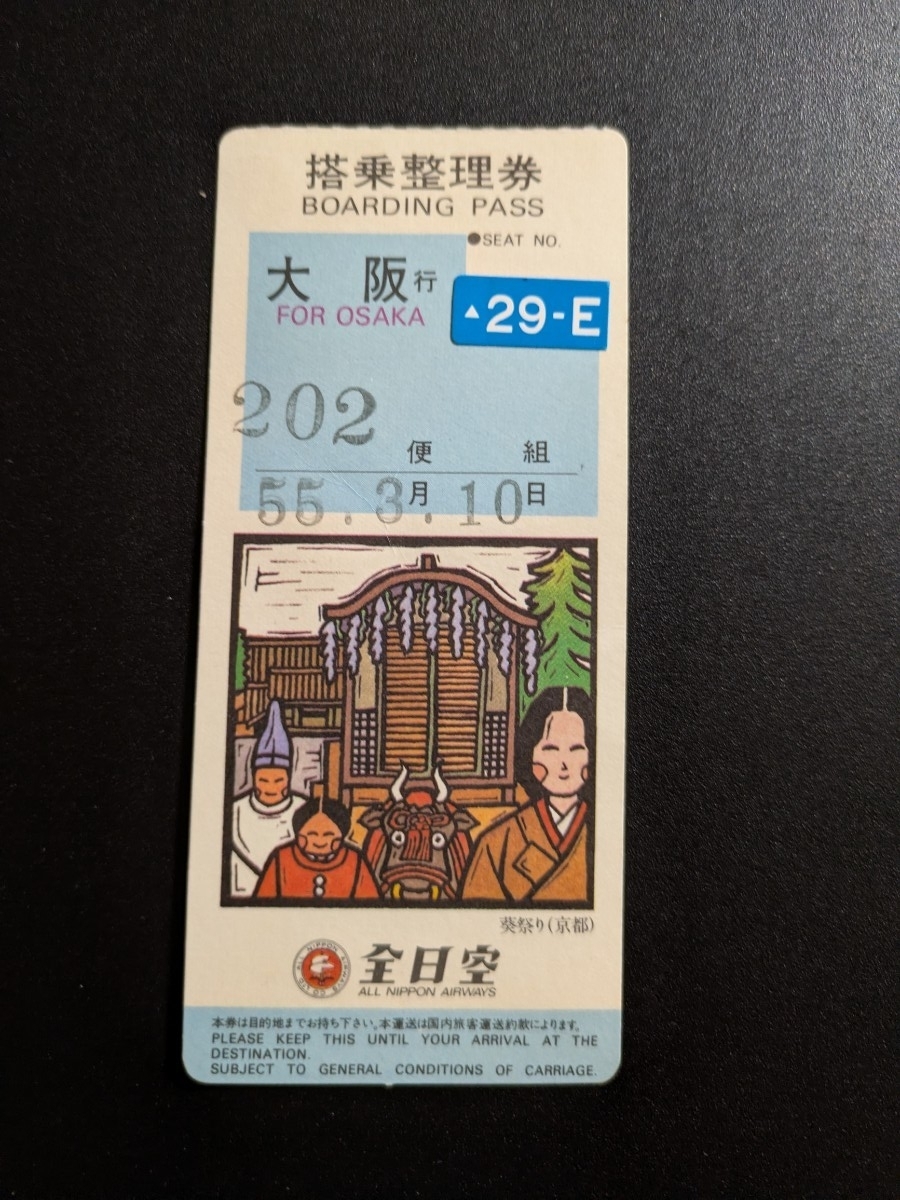 搭乗整理券
BOARDING PASS
●SEAT NO.
大 阪行
FOR OSAKA
▲29-E
202 便 組
55.3月.10日
葵祭り(京都)
ALL NIPPON AIRWAYS
全日空
ALL NIPPON AIRWAYS
本券は目的地までお持ち下さい。本運送は国内旅客運送約款によります。
PLEASE KEEP THIS UNTIL YOUR ARRIVAL AT THE
DESTINATION.
SUBJECT TO GENERAL CONDITIONS OF CARRIAGE.